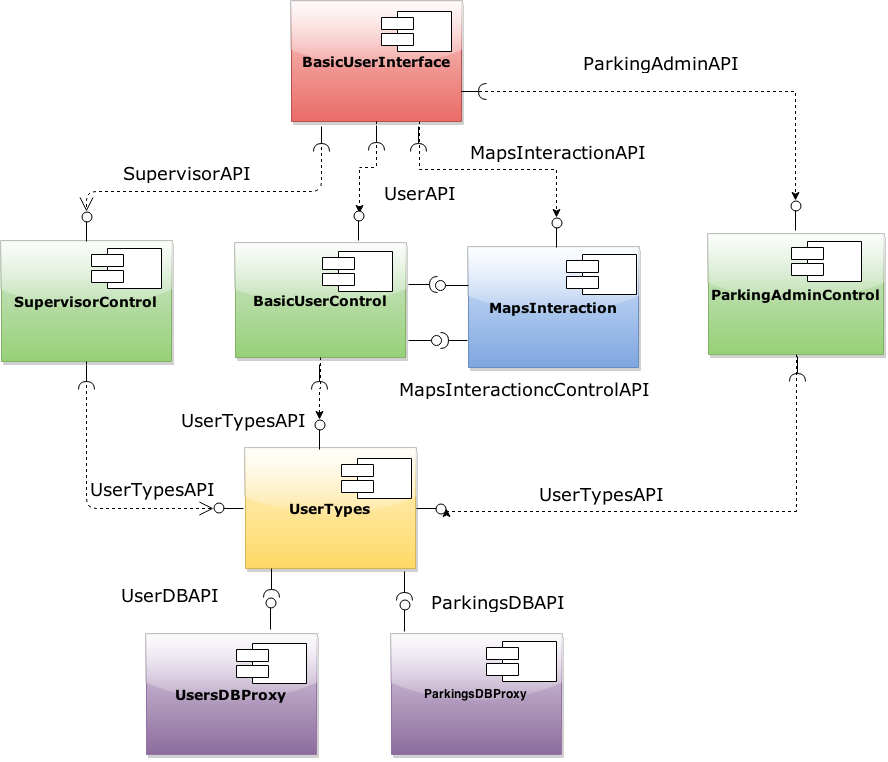 BasicUserInterface
ParkingAdminAPI
MapsInteractionAPI
SupervisorAPI
UserAPI
SupervisorControl
BasicUserControl
MapsInteraction
ParkingAdminControl
MapsInteractioncControlAPI
UserTypesAPI
UserTypesAPI
UserTypesAPI
UserTypes
UserDBAPI
ParkingsDBAPI
UsersDBProxy
ParkingsDBProxy